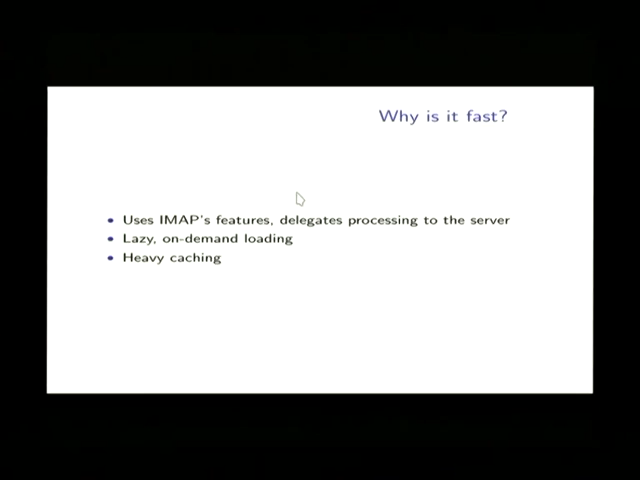 Why is it fast?
• Uses IMAP's features, delegates processing to the server
• Lazy, on-demand loading
• Heavy caching